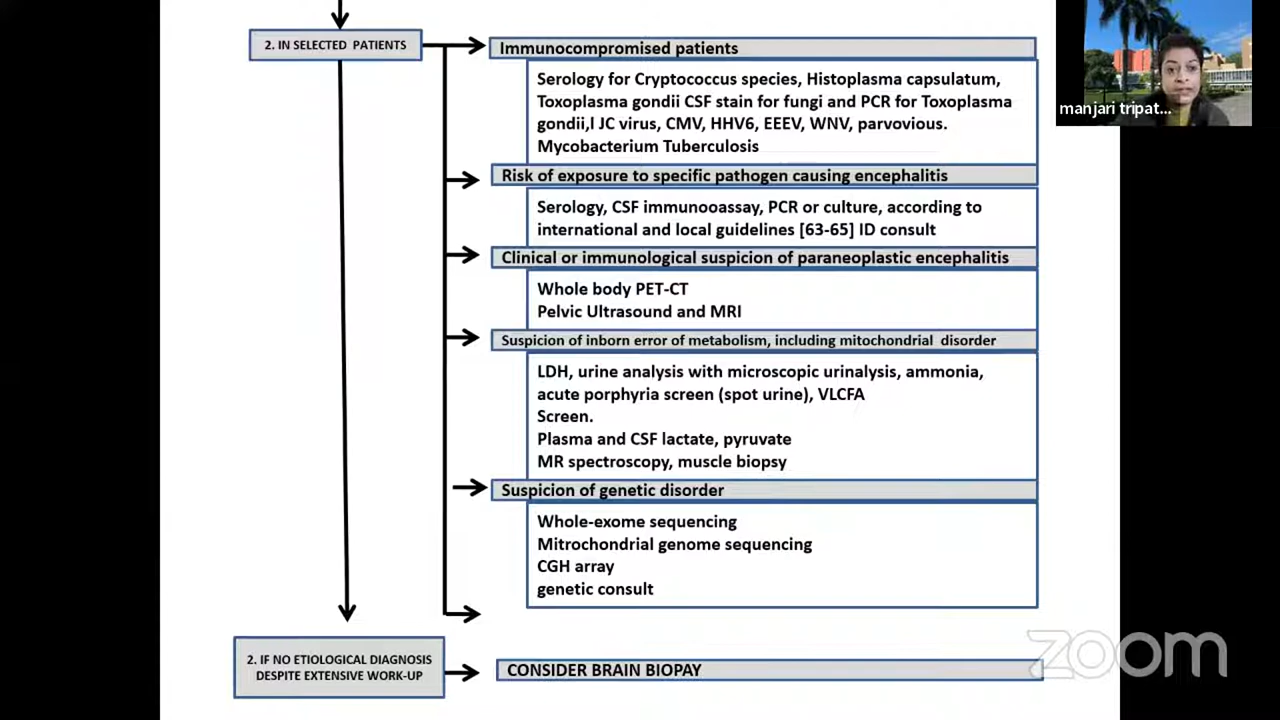 2. IN SELECTED PATIENTS
Immunocompromised patients
Serology for Cryptococcus species, Histoplasma capsulatum,
Toxoplasma gondii CSF stain for fungi and PCR for Toxoplasma
gondii,l JC virus, CMV, HHV6, EEEV, WNV, parvovious.
Mycobacterium Tuberculosis
Risk of exposure to specific pathogen causing encephalitis
Serology, CSF immunooassay, PCR or culture, according to
international and local guidelines [63-65] ID consult
Clinical or immunological suspicion of paraneoplastic encephalitis
Whole body PET-CT
Pelvic Ultrasound and MRI
Suspicion of inborn error of metabolism, including mitochondrial disorder
LDH, urine analysis with microscopic urinalysis, ammonia,
acute porphyria screen (spot urine), VLCFA
Screen.
Plasma and CSF lactate, pyruvate
MR spectroscopy, muscle biopsy
Suspicion of genetic disorder
Whole-exome sequencing
Mitrochondrial genome sequencing
CGH array
genetic consult
2. IF NO ETIOLOGICAL DIAGNOSIS
DESPITE EXTENSIVE WORK-UP
CONSIDER BRAIN BIOPAY
manjari tripat...
zoom